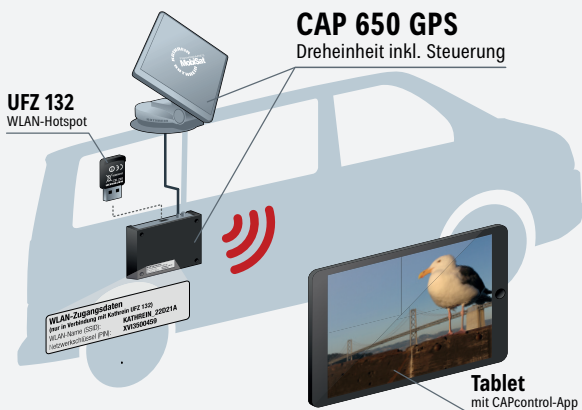 CAP 650 GPS
Dreheinheit inkl. Steuerung
MobiSat
UFZ 132
WLAN-Hotspot
WLAN-Zugangsdaten
(nur in Verbindung mit Kathrein UFZ 132)
WLAN-Name (SSID): KATHREIN_22D21A
Netzwerkschlüssel (PIN): XVI3500459
Tablet
mit CAPcontrol-App